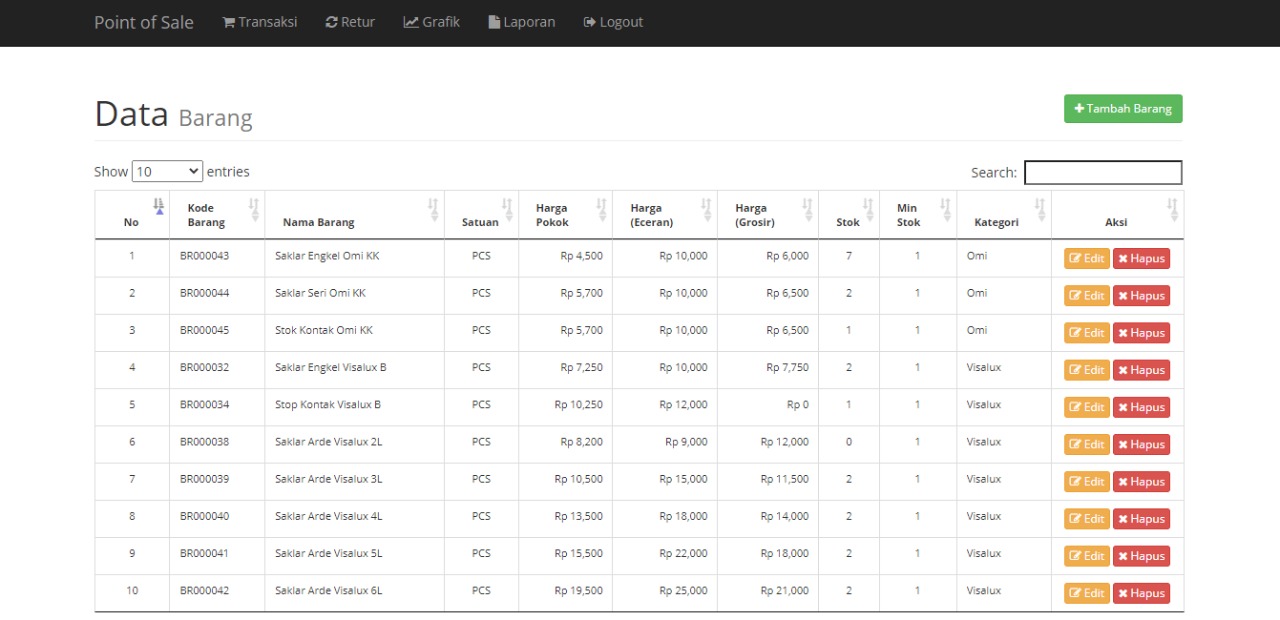 Point of Sale Transaksi Retur Grafik Laporan Logout
Data Barang
Tambah Barang
Show 10 entries
Search:
No Kode Barang Nama Barang Satuan Harga Pokok Harga (Eceran) Harga (Grosir) Stok Min Stok Kategori Aksi
1 BR000043 Saklar Engkel Omi KK PCS Rp 4,500 Rp 10,000 Rp 6,000 7 1 Omi Edit Hapus
2 BR000044 Saklar Seri Omi KK PCS Rp 5,700 Rp 10,000 Rp 6,500 2 1 Omi Edit Hapus
3 BR000045 Stok Kontak Omi KK PCS Rp 5,700 Rp 10,000 Rp 6,500 1 1 Omi Edit Hapus
4 BR000032 Saklar Engkel Visalux B PCS Rp 7,250 Rp 10,000 Rp 7,750 2 1 Visalux Edit Hapus
5 BR000034 Stop Kontak Visalux B PCS Rp 10,250 Rp 12,000 Rp 0 1 1 Visalux Edit Hapus
6 BR000038 Saklar Arde Visalux 2L PCS Rp 8,200 Rp 9,000 Rp 12,000 0 1 Visalux Edit Hapus
7 BR000039 Saklar Arde Visalux 3L PCS Rp 10,500 Rp 15,000 Rp 11,500 2 1 Visalux Edit Hapus
8 BR000040 Saklar Arde Visalux 4L PCS Rp 13,500 Rp 18,000 Rp 14,000 2 1 Visalux Edit Hapus
9 BR000041 Saklar Arde Visalux 5L PCS Rp 15,500 Rp 22,000 Rp 18,000 2 1 Visalux Edit Hapus
10 BR000042 Saklar Arde Visalux 6L PCS Rp 19,500 Rp 25,000 Rp 21,000 2 1 Visalux Edit Hapus